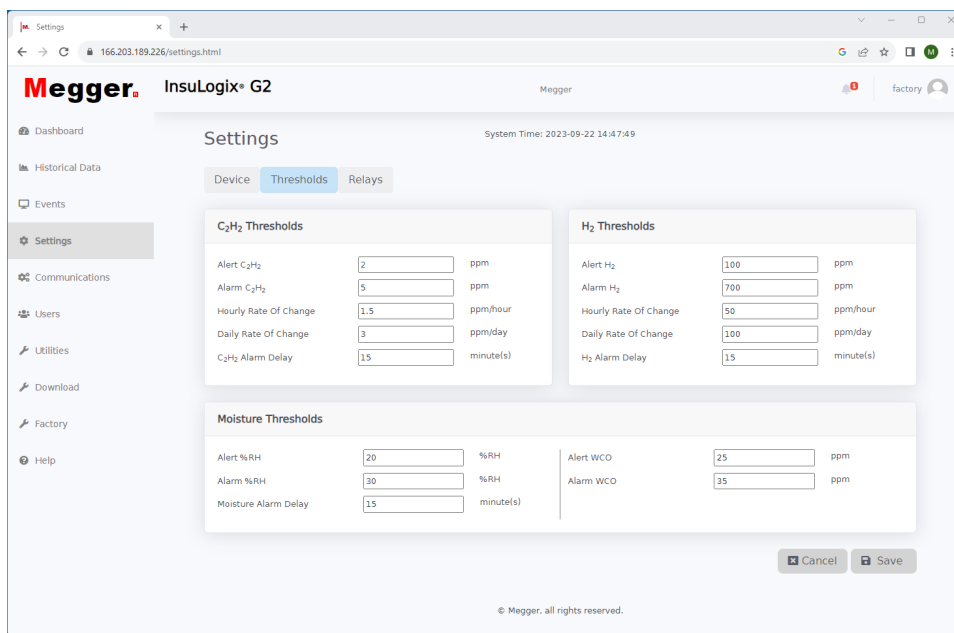 Settings
166.203.189.226/settings.html
M
Megger.
InsuLogix® G2
Megger
1
factory
Dashboard
Historical Data
Events
Settings
Communications
Users
Utilities
Download
Factory
Help
Settings
System Time: 2023-09-22 14:47:49
Device Thresholds Relays
C₂H₂ Thresholds
Alert C₂H₂ 2 ppm
Alarm C₂H₂ 5 ppm
Hourly Rate Of Change 1.5 ppm/hour
Daily Rate Of Change 3 ppm/day
C₂H₂ Alarm Delay 15 minute(s)
H₂ Thresholds
Alert H₂ 100 ppm
Alarm H₂ 700 ppm
Hourly Rate Of Change 50 ppm/hour
Daily Rate Of Change 100 ppm/day
H₂ Alarm Delay 15 minute(s)
Moisture Thresholds
Alert %RH 20 %RH
Alarm %RH 30 %RH
Moisture Alarm Delay 15 minute(s)
Alert WCO 25 ppm
Alarm WCO 35 ppm
Cancel Save
© Megger, all rights reserved.